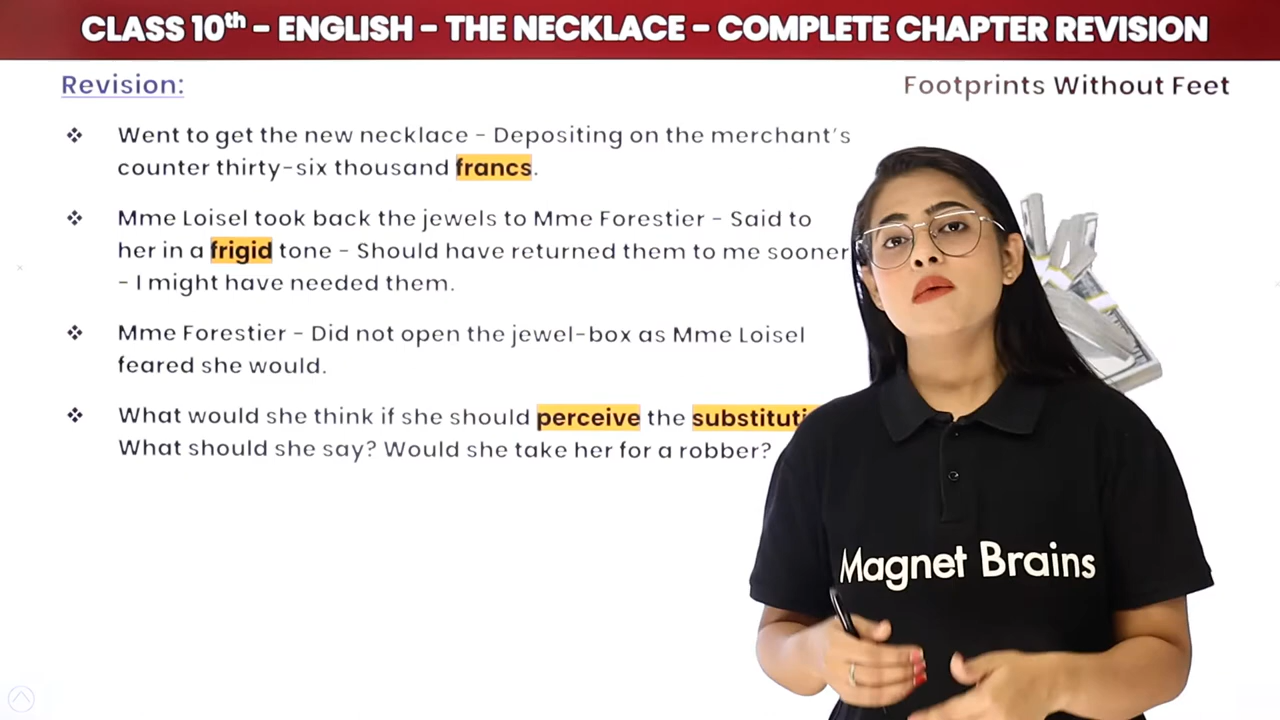 CLASS 10th - ENGLISH - THE NECKLACE - COMPLETE CHAPTER REVISION
Revision:
Footprints Without Feet
❖ Went to get the new necklace - Depositing on the merchant's
counter thirty-six thousand francs.
❖ Mme Loisel took back the jewels to Mme Forestier - Said to
her in a frigid tone - Should have returned them to me sooner
- I might have needed them.
❖ Mme Forestier - Did not open the jewel-box as Mme Loisel
feared she would.
❖ What would she think if she should perceive the
What should she say? Would she take her for a robber?
Magnet Brains